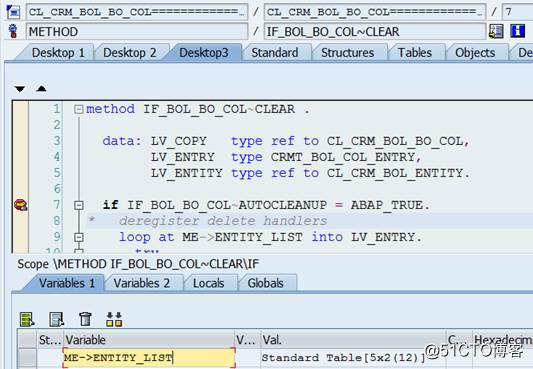 CL_CRM_BOL_BO_COL============... / CL_CRM_BOL_BO_COL============... / 7
METHOD / IF_BOL_BO_COL~CLEAR
Desktop 1 Desktop 2 Desktop3 Standard Structures Tables Objects
1 method IF_BOL_BO_COL~CLEAR .
2
3 data: LV_COPY type ref to CL_CRM_BOL_BO_COL,
4 LV_ENTRY type CRMT_BOL_COL_ENTRY,
5 LV_ENTITY type ref to CL_CRM_BOL_ENTITY.
6
7 if IF_BOL_BO_COL~AUTOCLEANUP = ABAP_TRUE.
8 * deregister delete handlers
9 loop at ME->ENTITY_LIST into LV_ENTRY.
10 try
Scope \METHOD IF_BOL_BO_COL~CLEAR\IF
Variables 1 Variables 2 Locals Globals
St... Variable V... Val. C... Hexadecima
ME->ENTITY_LIST Standard Table[5x2(12)]
@51CTO博客